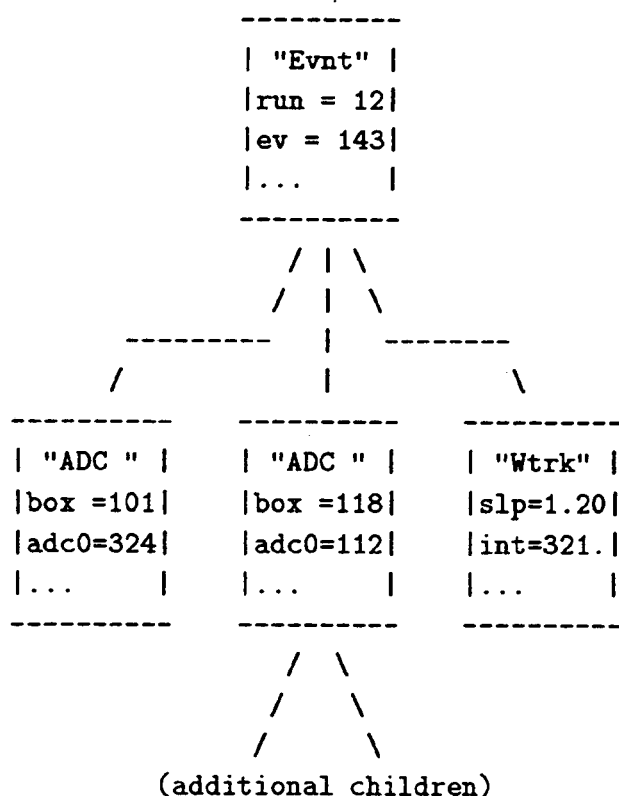 ----------
| "Evnt" |
|run = 12|
|ev = 143|
|...     |
----------
/ | \
/ | \
--------- | --------
/ | \
---------- ---------- ----------
| "ADC " | | "ADC " | | "Wtrk" |
|box =101| |box =118| |slp=1.20|
|adc0=324| |adc0=112| |int=321.|
|...     | |...     | |...     |
---------- ---------- ----------
/ \
/ \
/ \
(additional children)